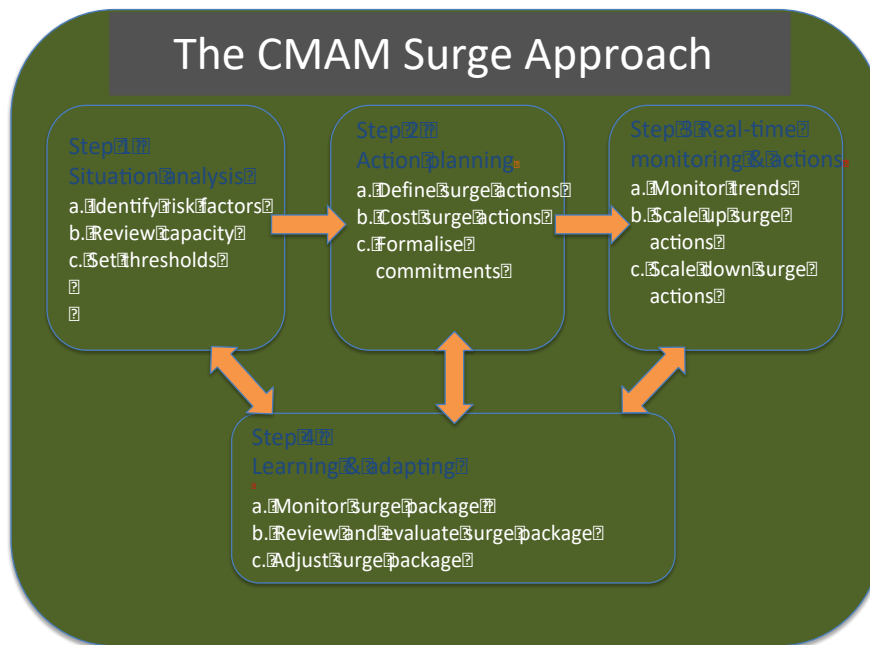 The CMAM Surge Approach
Step 1
Situation analysis
a. Identify risk factors
b. Review capacity
c. Set thresholds
Step 2
Action planning
a. Define surge actions
b. Cost surge actions
c. Formalise
commitments
Step 3 Real-time
monitoring & actions
a. Monitor trends
b. Scale up surge
actions
c. Scale down surge
actions
Step 4
Learning & adapting
a. Monitor surge package
b. Review and evaluate surge package
c. Adjust surge package